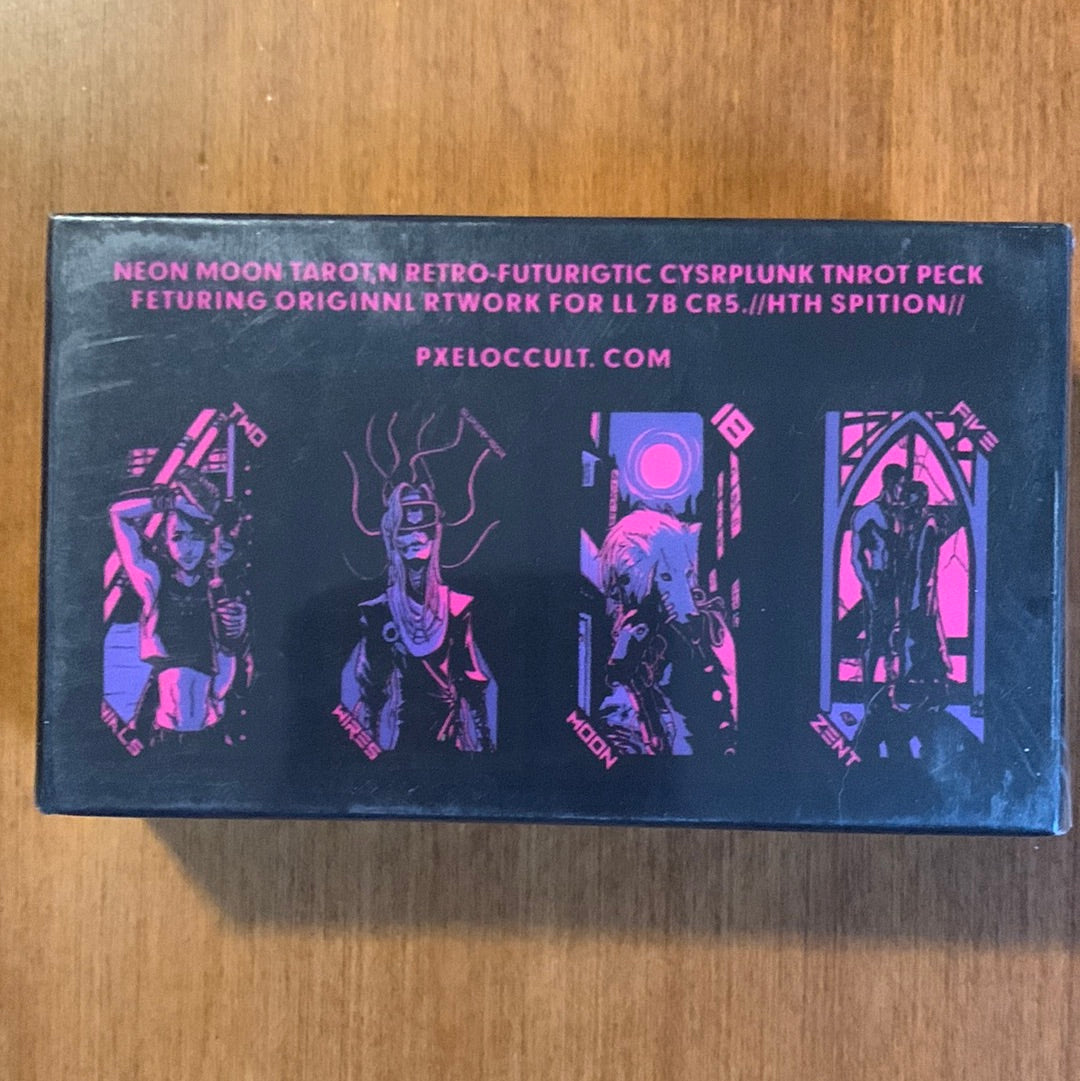 NEON MOON TAROT,N RETRO-FUTURIGTIC CYSRPLUNK TNROT PECK
FETURING ORIGINNL RTWORK FOR LL 7B CR5.//HTH SPITION//
PXELOCCULT. COM
TWO
18
FIVE
WIRES
MOON
ZENT